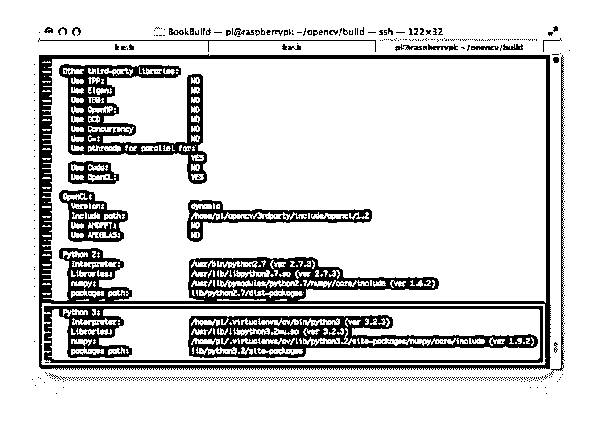 BookBuild — pi@raspberrypi: ~/opencv/build — ssh — 122×32
bash bash pi@raspberrypi: ~/opencv/build
Other third-party libraries:
Use IPP: NO
Use Eigen: NO
Use TBB: NO
Use OpenMP: NO
Use GCD NO
Use Concurrency NO
Use C=: NO
Use pthreads for parallel for:
YES
Use Cuda: NO
Use OpenCL: YES
OpenCL:
Version: dynamic
Include path: /home/pi/opencv/3rdparty/include/opencl/1.2
Use AMDFFT: NO
Use AMDBLAS: NO
Python 2:
Interpreter: /usr/bin/python2.7 (ver 2.7.3)
Libraries: /usr/lib/libpython2.7.so (ver 2.7.3)
numpy: /usr/lib/pymodules/python2.7/numpy/core/include (ver 1.6.2)
packages path: lib/python2.7/dist-packages
Python 3:
Interpreter: /home/pi/.virtualenvs/cv/bin/python3 (ver 3.2.3)
Libraries: /usr/lib/libpython3.2mu.so (ver 3.2.3)
numpy: /home/pi/.virtualenvs/cv/lib/python3.2/site-packages/numpy/core/include (ver 1.9.2)
packages path: lib/python3.2/site-packages